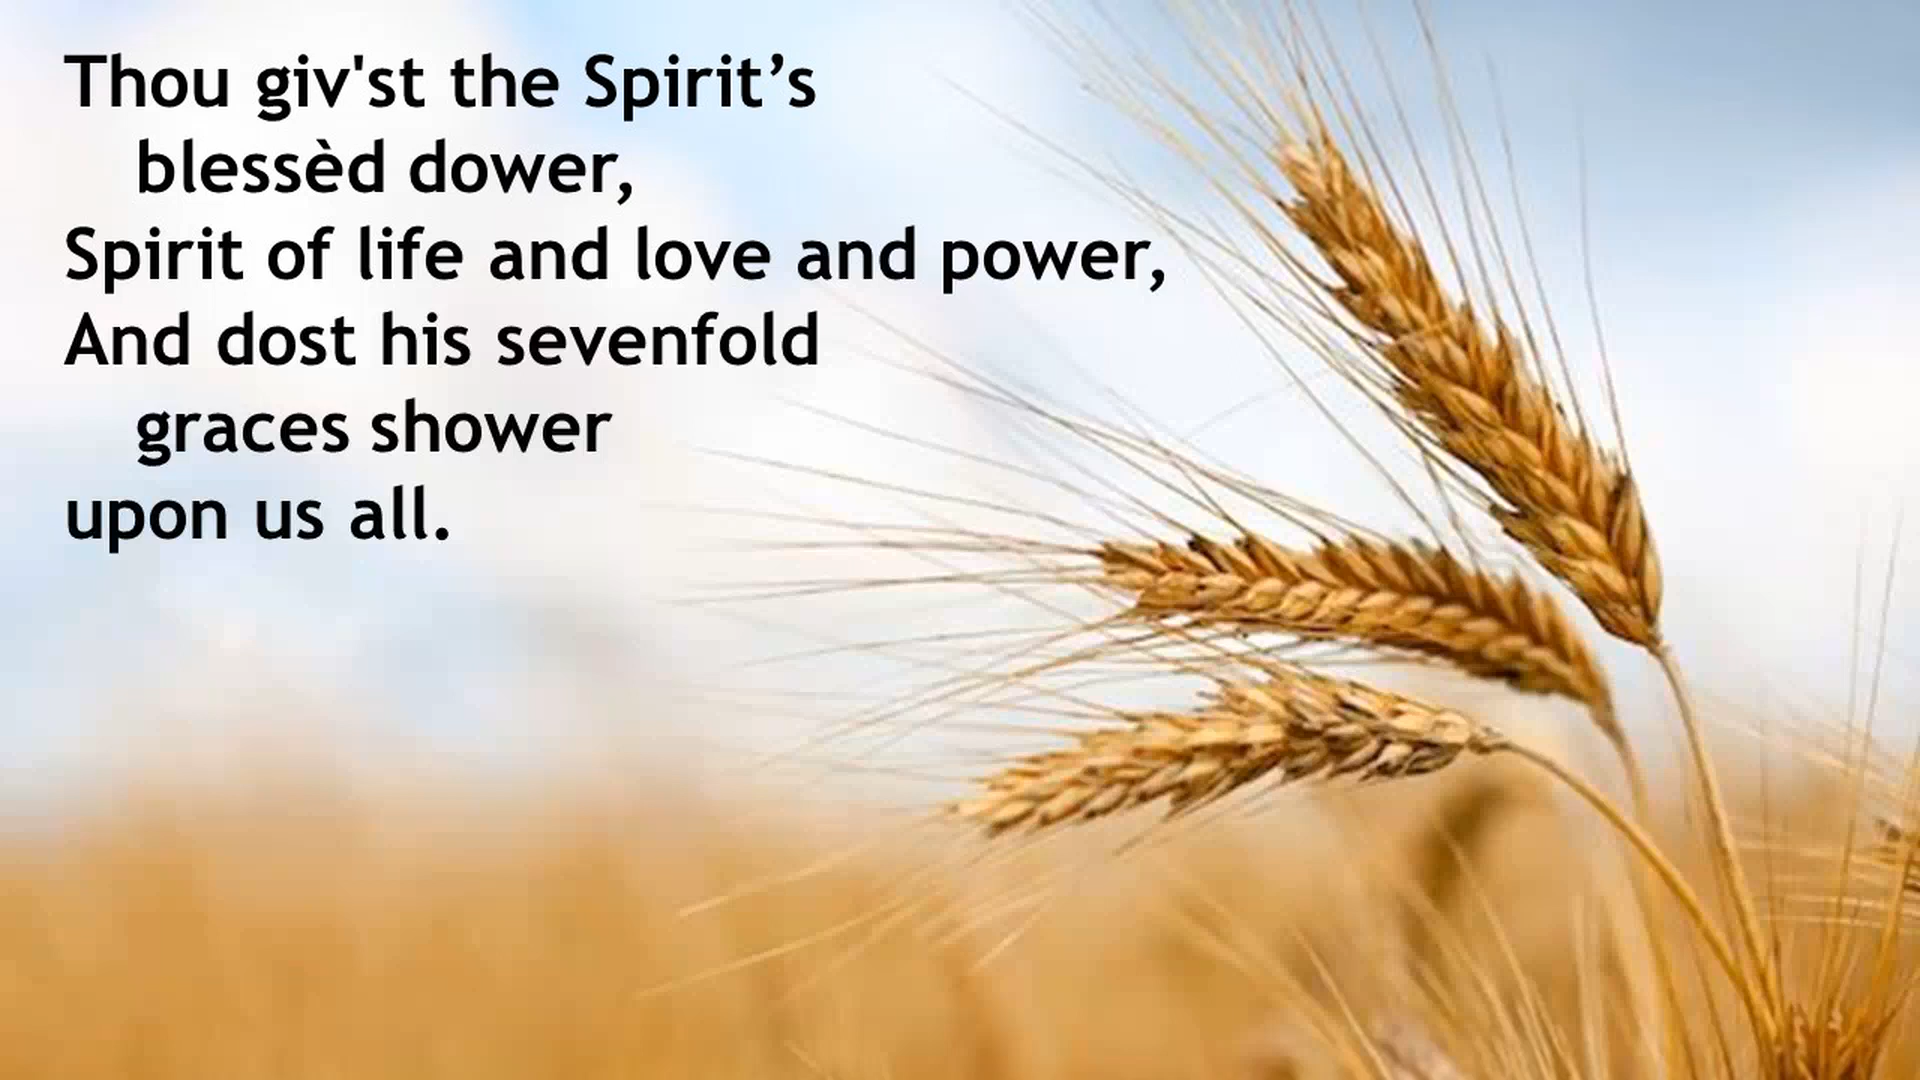 Thou giv'st the Spirit’s
blessèd dower,
Spirit of life and love and power,
And dost his sevenfold
graces shower
upon us all.